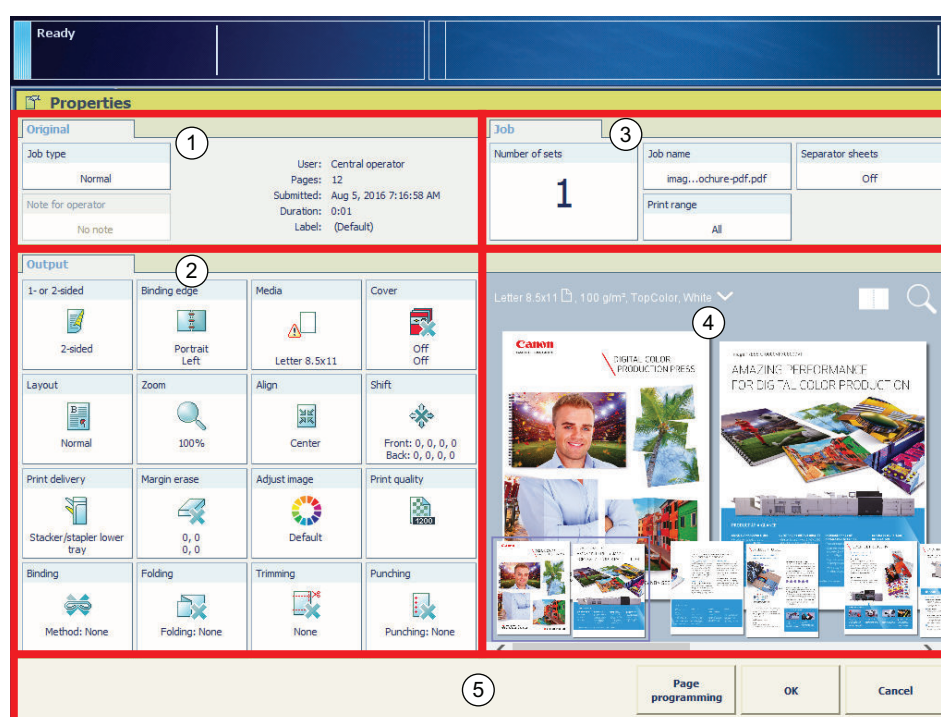 Ready
Properties
Original
1
Job type
Normal
Note for operator
No note
User: Central operator
Pages: 12
Submitted: Aug 5, 2016 7:16:58 AM
Duration: 0:01
Label: (Default)
Job
3
Number of sets
1
Job name
imag...ochure-pdf.pdf
Separator sheets
Off
Print range
All
Output
2
1- or 2-sided
2-sided
Binding edge
Portrait
Left
Media
Letter 8.5x11
Cover
Off
Off
Layout
Normal
Zoom
100%
Align
Center
Shift
Front: 0, 0, 0, 0
Back: 0, 0, 0, 0
Print delivery
Stacker/stapler lower
tray
Margin erase
0, 0
0, 0
Adjust image
Default
Print quality
1200
Binding
Method: None
Folding
Folding: None
Trimming
None
Punching
Punching: None
Letter 8.5x11 , 100 g/m², TopColor, White
4
Canon
DIGITAL COLOR
PRODUCTION PRESS
AMAZING PERFORMANCE
FOR DIGITAL COLOR PRODUCTION
PRODUCT AT A GLANCE
5
Page
programming
OK
Cancel